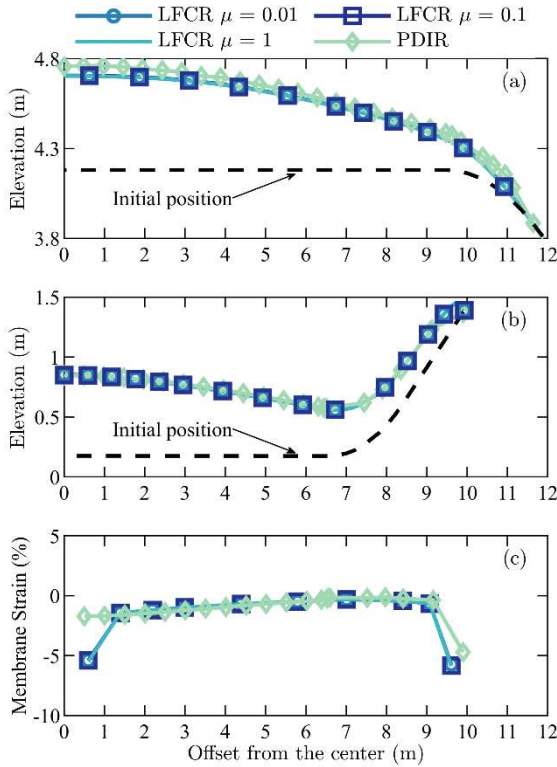 LFCR μ = 0.01 LFCR μ = 0.1
LFCR μ = 1 PDIR
4.8
4.3
3.8
Elevation (m)
(a)
Initial position
0 1 2 3 4 5 6 7 8 9 10 11 12
1.5
1
0.5
0
Elevation (m)
(b)
Initial position
0 1 2 3 4 5 6 7 8 9 10 11 12
5
0
-5
-10
Membrane Strain (%)
(c)
0 1 2 3 4 5 6 7 8 9 10 11 12
Offset from the center (m)